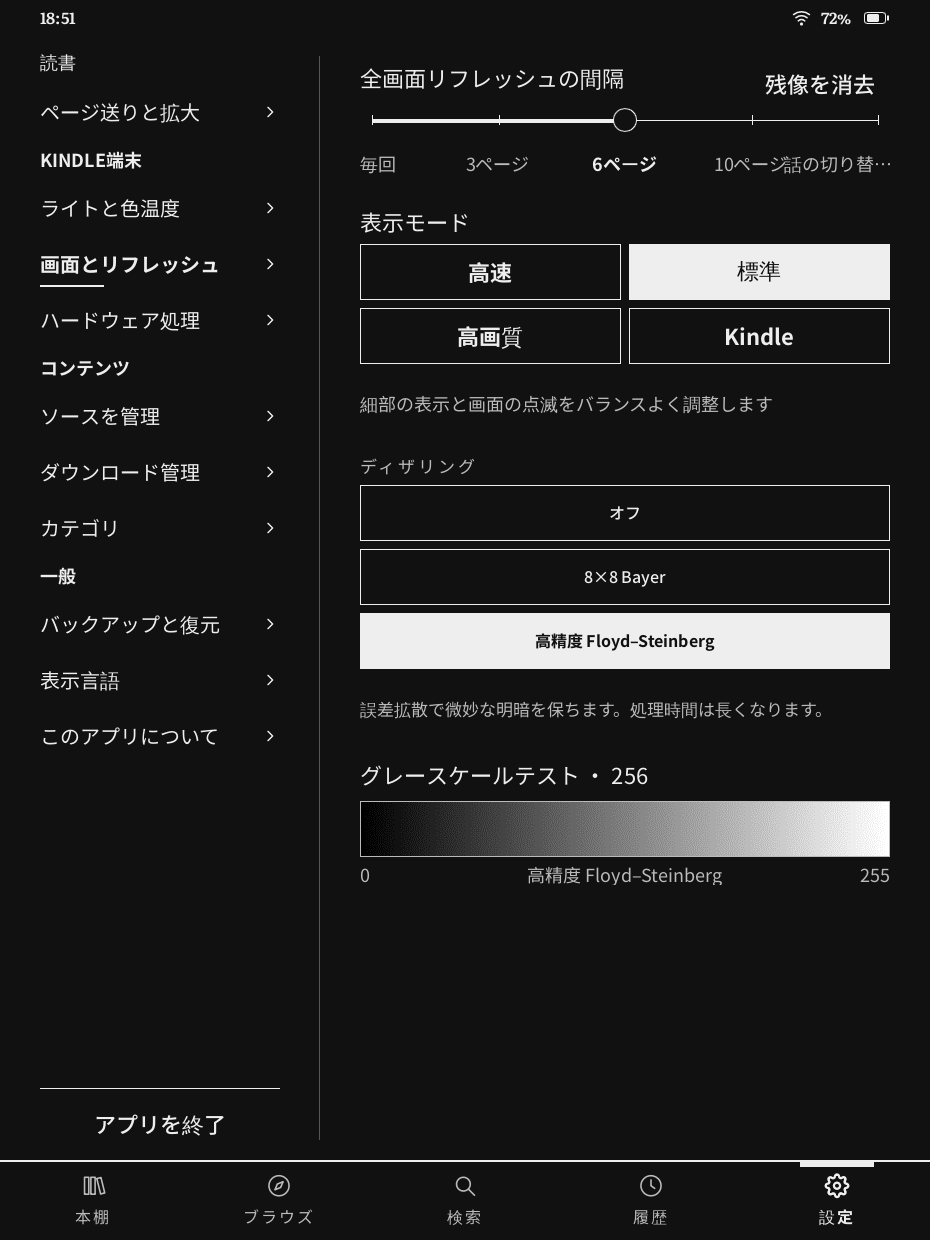 18:51
72%
読書
ページ送りと拡大
KINDLE端末
ライトと色温度
画面とリフレッシュ
ハードウェア処理
コンテンツ
ソースを管理
ダウンロード管理
カテゴリ
一般
バックアップと復元
表示言語
このアプリについて
アプリを終了
全画面リフレッシュの間隔
残像を消去
毎回
3ページ
6ページ
10ページ
話の切り替…
表示モード
高速
標準
高画質
Kindle
細部の表示と画面の点滅をバランスよく調整します
ディザリング
オフ
8×8 Bayer
高精度 Floyd–Steinberg
誤差拡散で微妙な明暗を保ちます。処理時間は長くなります。
グレースケールテスト ・ 256
0
高精度 Floyd–Steinberg
255
本棚
ブラウズ
検索
履歴
設定